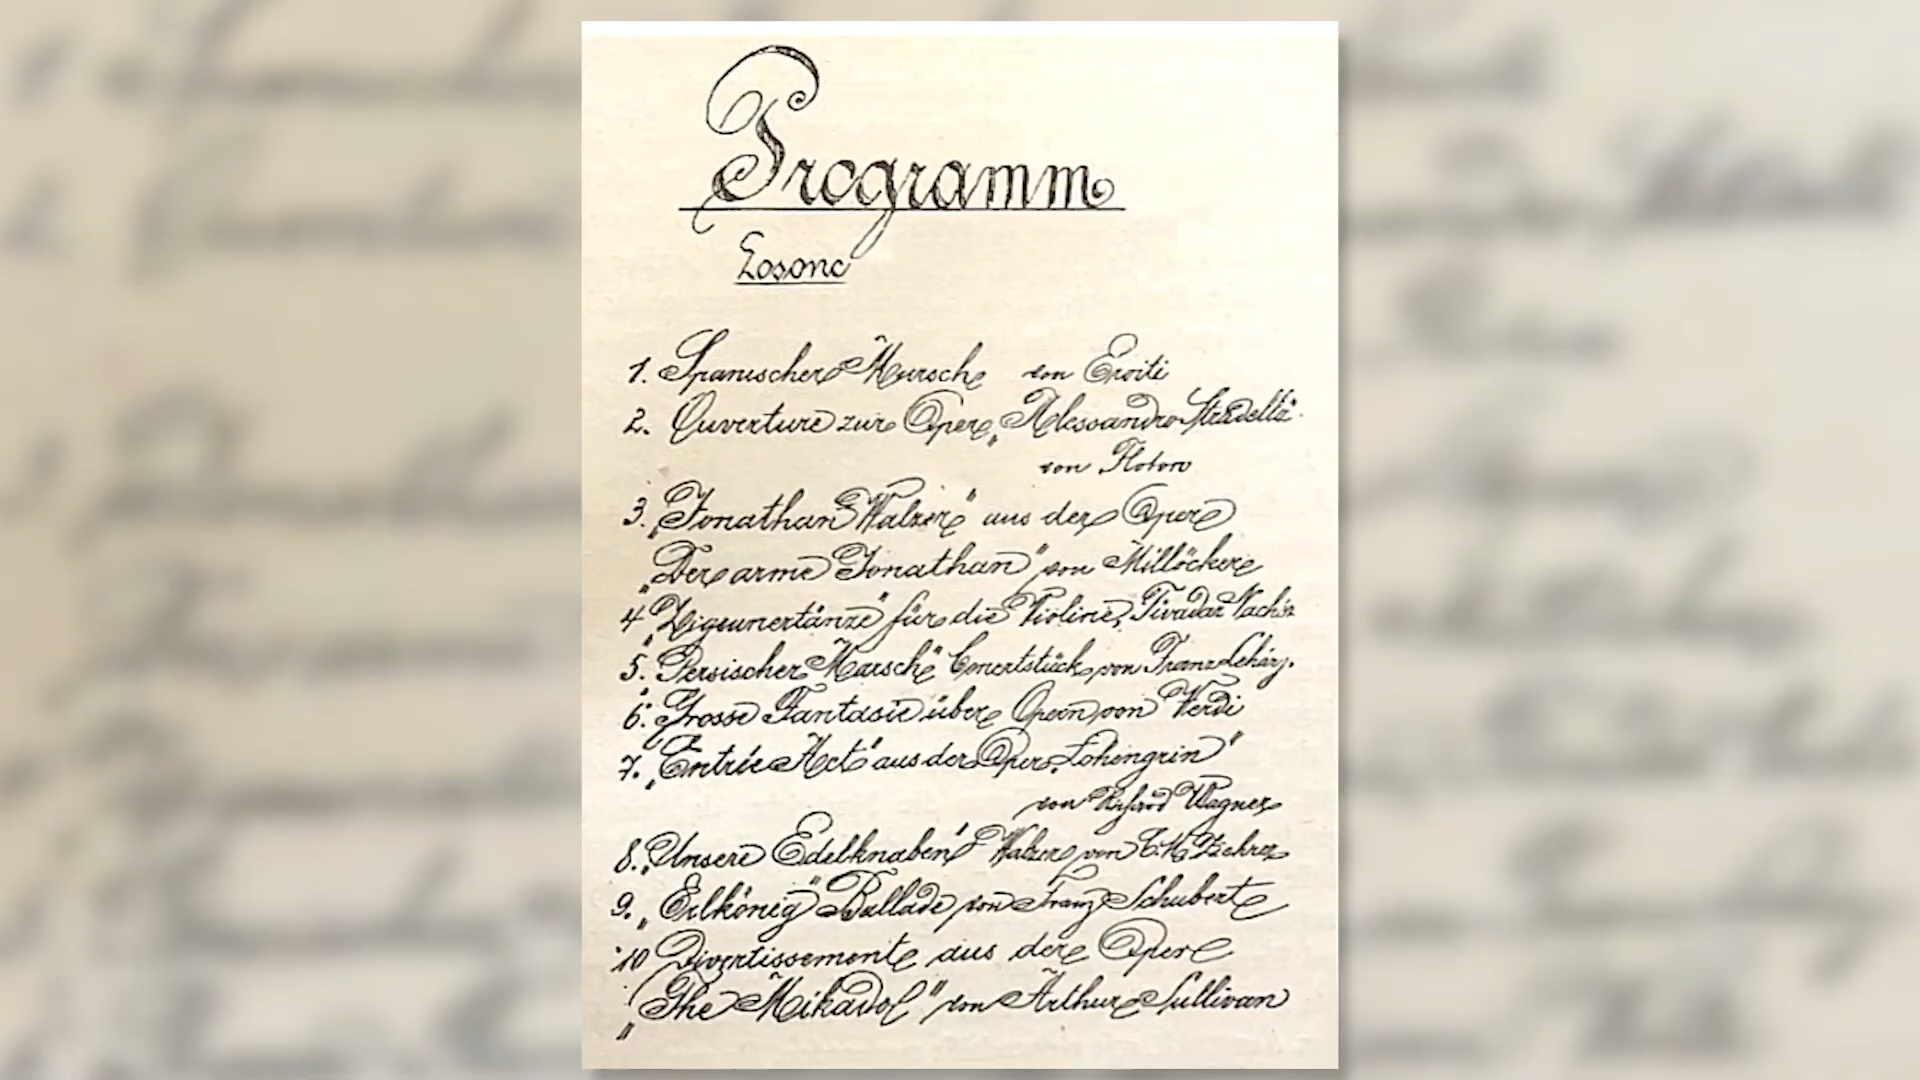 Programm
Losonc
1. Spanischer Marsch von Eroiti
2. Ouverture zur Oper „Alessandro Stradella"
von Flotow
3. „Jonathan Walzer" aus der Oper
„Der arme Jonathan" von Millöcker
4 „Zigeunertänze" für die Violine, Tivadar Nachéz
5. „Persischer Marsch" Concertstück von Franz Lehár j.
6. Grosse Fantasie über Opern von Verdi
7. „Entrée Act" aus der Oper „Lohengrin"
von Richard Wagner
8. „Unsere Edelknaben" Walzer von C. M. Ziehrer
9. „Erlkönig" Ballade von Franz Schubert
10 Divertissement aus der Oper
„The Mikado" von Arthur Sullivan